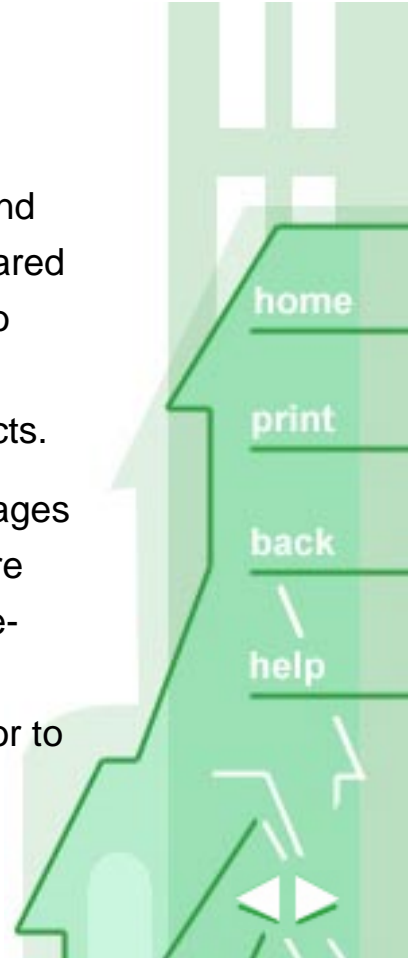 nd
ared
o
cts.
ages
re
e-
or to
home
print
back
help